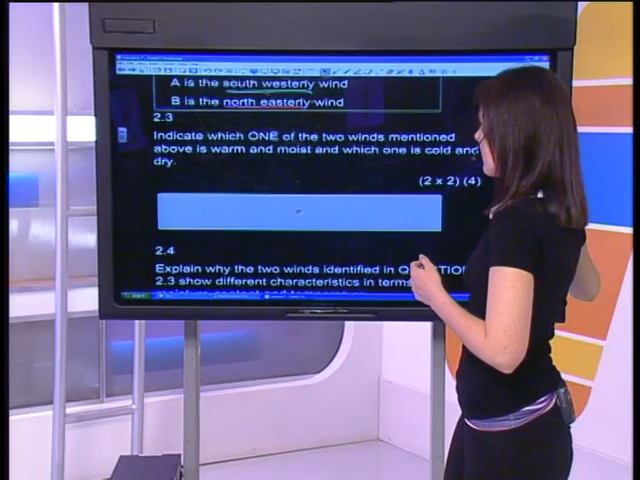 A is the south westerly wind
B is the north easterly wind
2.3
Indicate which ONE of the two winds mentioned
above is warm and moist and which one is cold and
dry.
(2 x 2) (4)
2.4
Explain why the two winds identified in QUESTIO
2.3 show different characteristics in terms